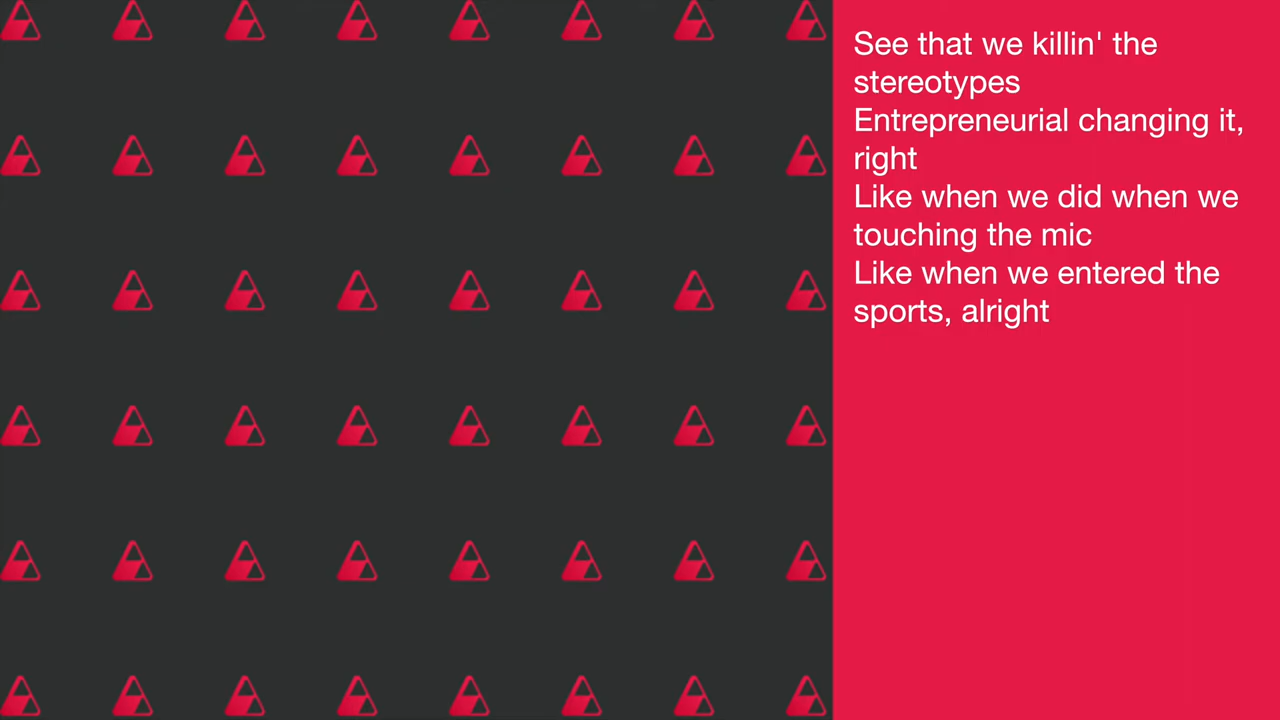 See that we killin' the
stereotypes
Entrepreneurial changing it,
right
Like when we did when we
touching the mic
Like when we entered the
sports, alright